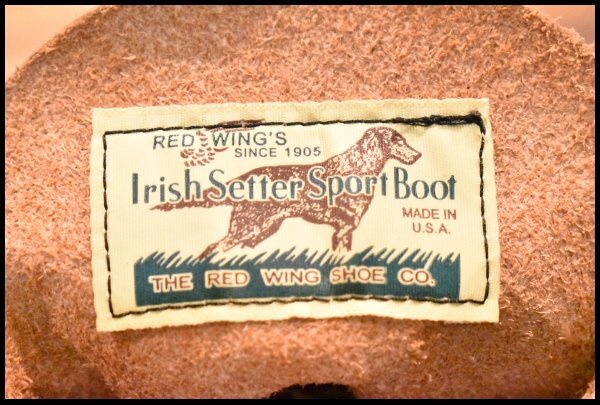 RED WING'S
SINCE 1905
Irish Setter Sport Boot
MADE IN
U.S.A.
THE RED WING SHOE CO.